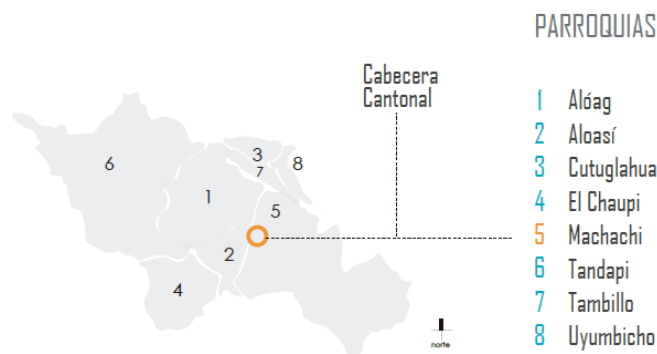 PARROQUIAS
Cabecera
Cantonal
1 Alóag
2 Aloasí
3 Cutuglahua
4 El Chaupi
5 Machachi
6 Tandapi
7 Tambillo
8 Uyumbicho
3
6
7
8
1
5
2
4
norte